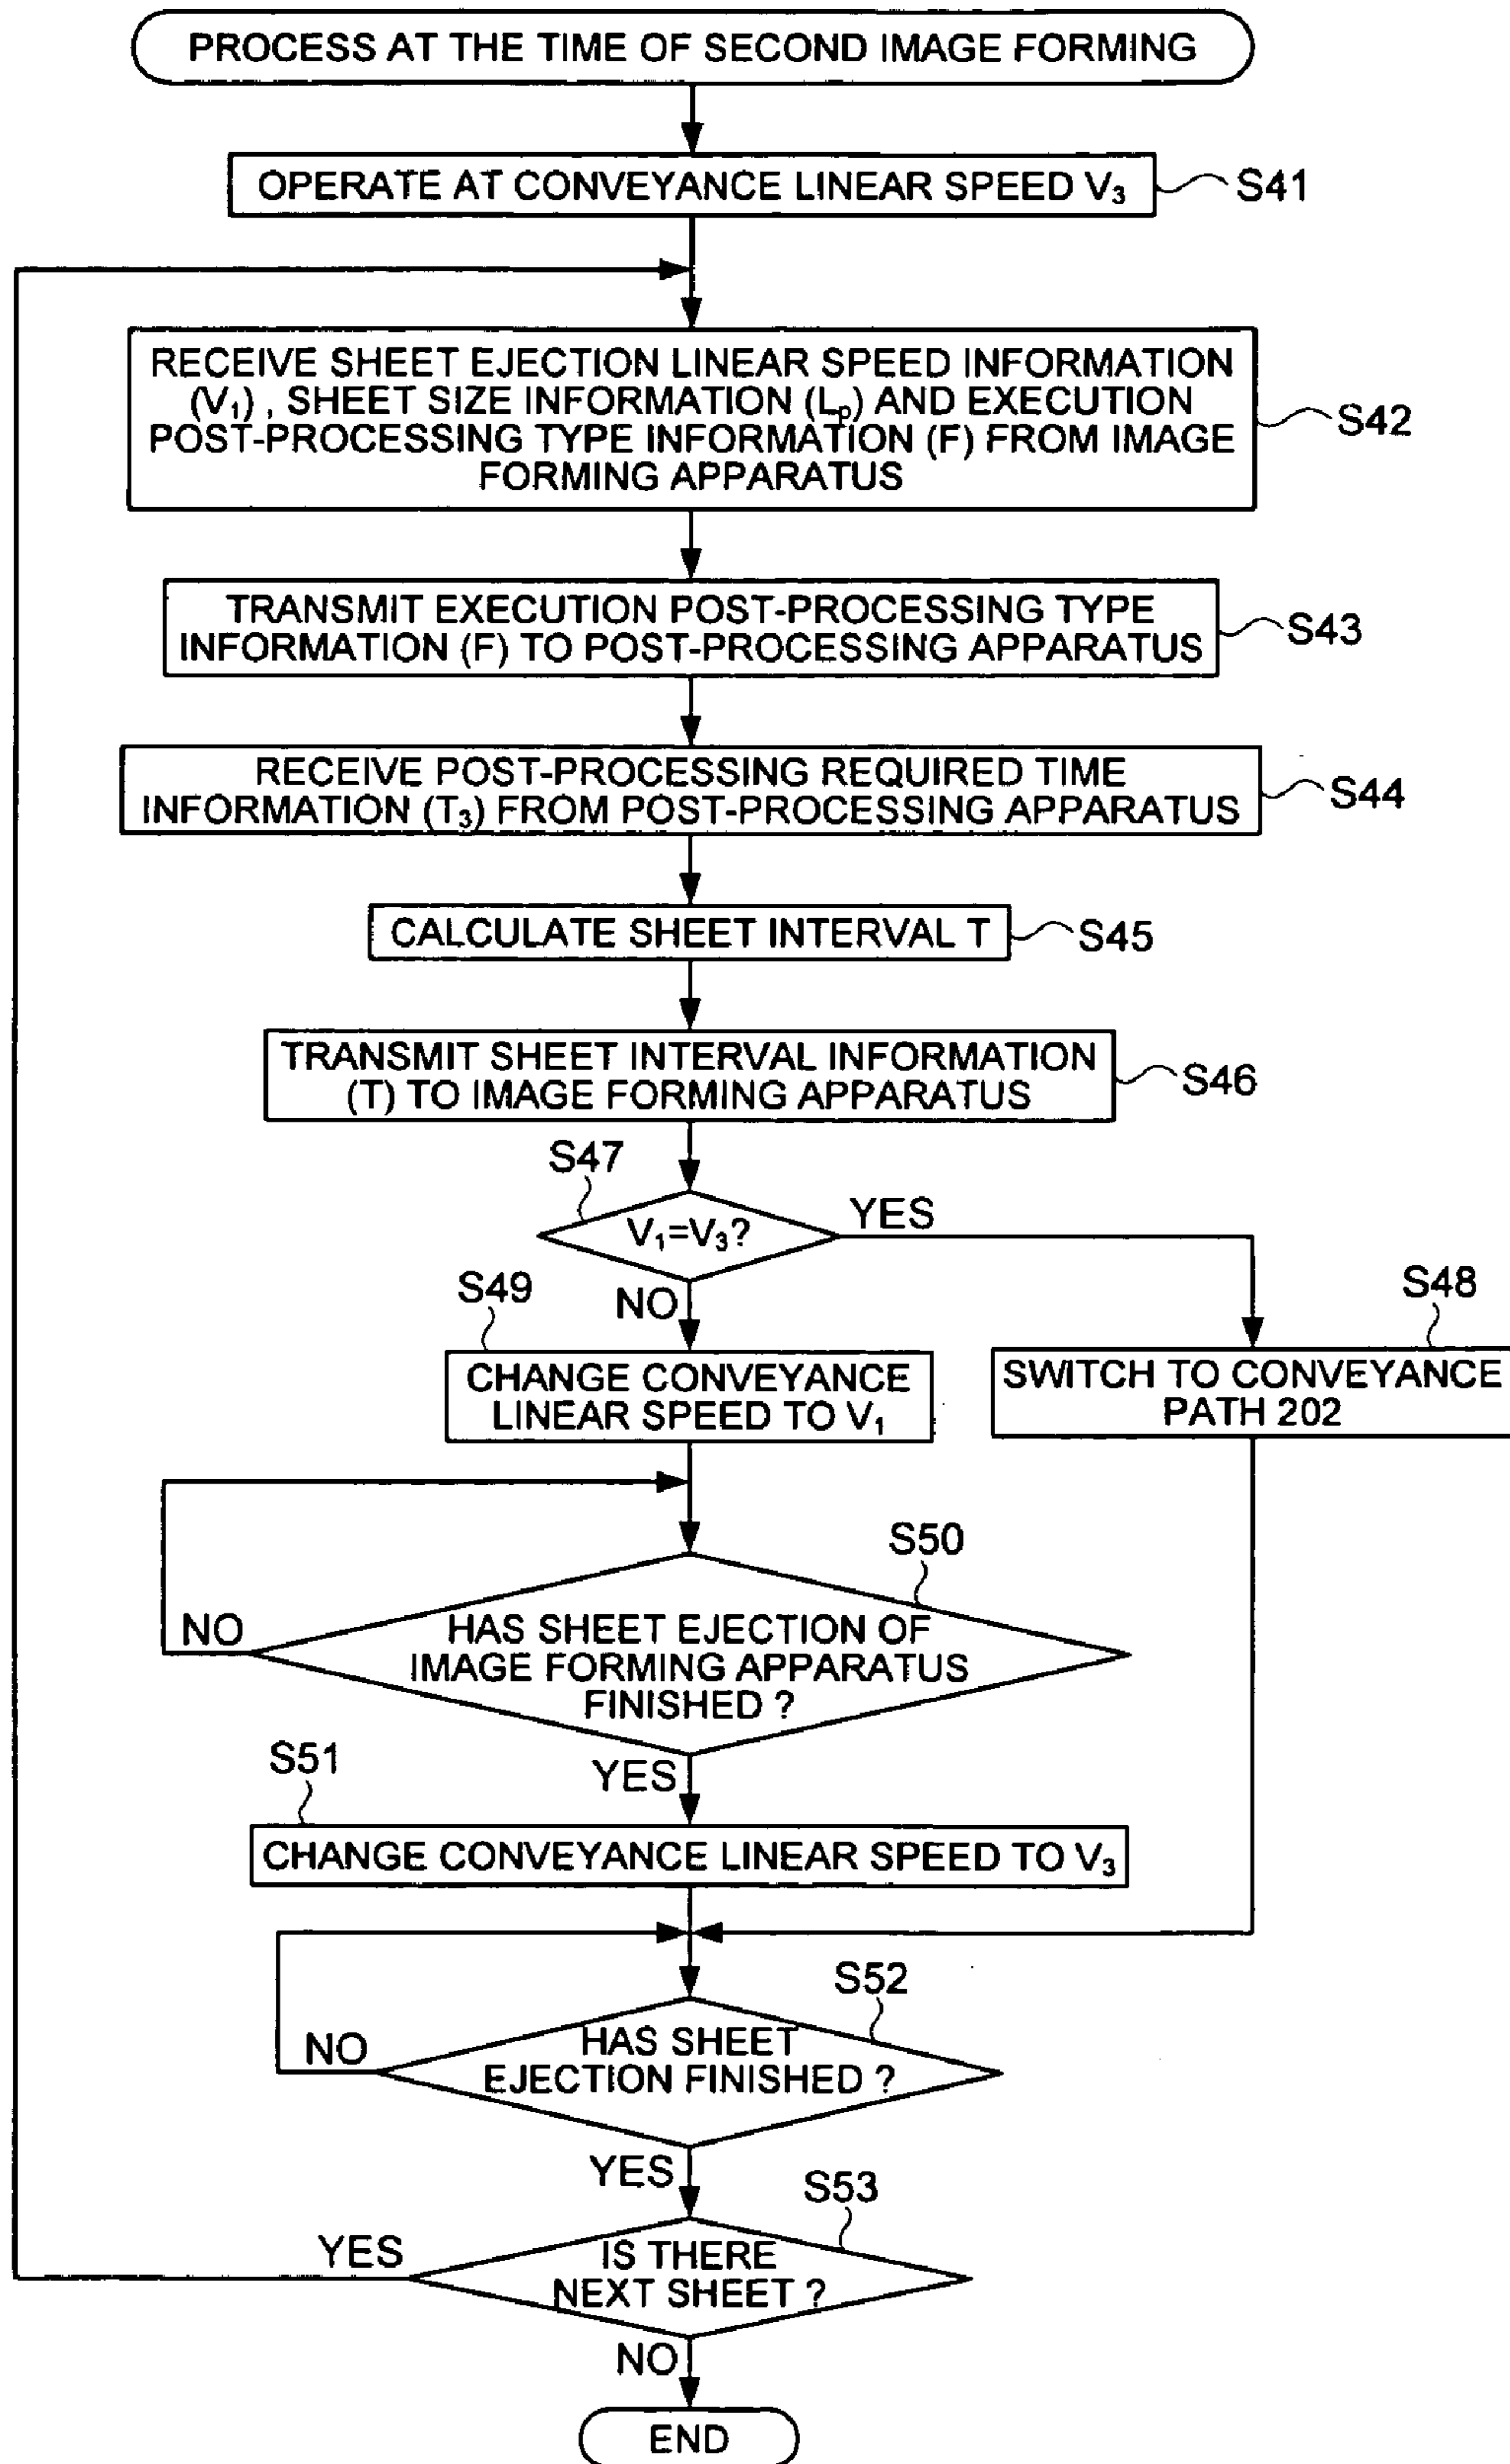 PROCESS AT THE TIME OF SECOND IMAGE FORMING
OPERATE AT CONVEYANCE LINEAR SPEED V₃
S41
RECEIVE SHEET EJECTION LINEAR SPEED INFORMATION
(V₁) , SHEET SIZE INFORMATION (Lₚ) AND EXECUTION
POST-PROCESSING TYPE INFORMATION (F) FROM IMAGE
FORMING APPARATUS
S42
TRANSMIT EXECUTION POST-PROCESSING TYPE
INFORMATION (F) TO POST-PROCESSING APPARATUS
S43
RECEIVE POST-PROCESSING REQUIRED TIME
INFORMATION (T₃) FROM POST-PROCESSING APPARATUS
S44
CALCULATE SHEET INTERVAL T
S45
TRANSMIT SHEET INTERVAL INFORMATION
(T) TO IMAGE FORMING APPARATUS
S46
S47
V₁=V₃?
YES
NO
S49
CHANGE CONVEYANCE
LINEAR SPEED TO V₁
S48
SWITCH TO CONVEYANCE
PATH 202
S50
HAS SHEET EJECTION OF
IMAGE FORMING APPARATUS
FINISHED ?
NO
YES
S51
CHANGE CONVEYANCE LINEAR SPEED TO V₃
S52
HAS SHEET
EJECTION FINISHED ?
NO
YES
S53
IS THERE
NEXT SHEET ?
YES
NO
END